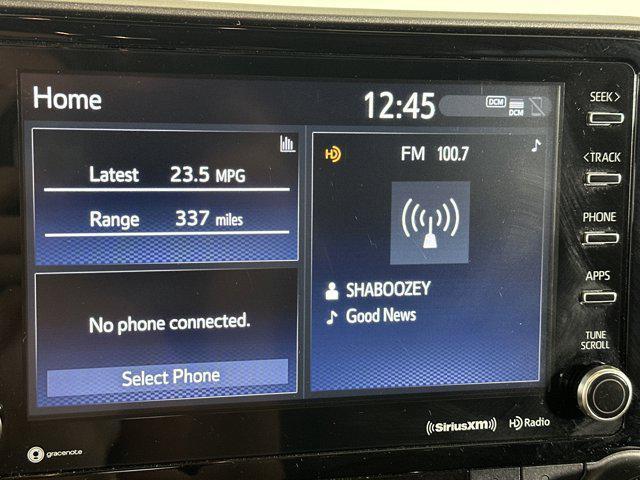 Home
12:45
DCM
DCM
Latest 23.5 MPG
Range 337 miles
No phone connected.
Select Phone
HD
FM 100.7
SHABOOZEY
Good News
SEEK >
< TRACK
PHONE
APPS
TUNE
SCROLL
gracenote
((SiriusXM))
HD Radio